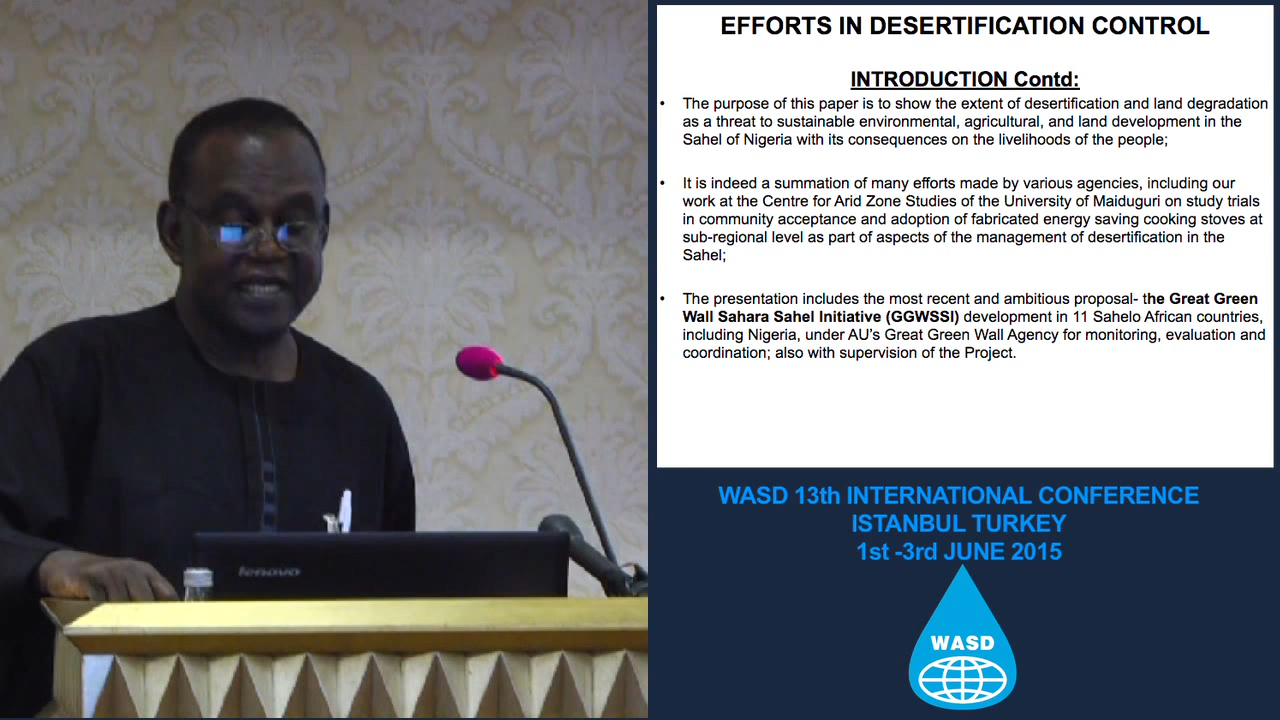 EFFORTS IN DESERTIFICATION CONTROL
INTRODUCTION Contd:
• The purpose of this paper is to show the extent of desertification and land degradation
as a threat to sustainable environmental, agricultural, and land development in the
Sahel of Nigeria with its consequences on the livelihoods of the people;
• It is indeed a summation of many efforts made by various agencies, including our
work at the Centre for Arid Zone Studies of the University of Maiduguri on study trials
in community acceptance and adoption of fabricated energy saving cooking stoves at
sub-regional level as part of aspects of the management of desertification in the
Sahel;
• The presentation includes the most recent and ambitious proposal- the Great Green
Wall Sahara Sahel Initiative (GGWSSI) development in 11 Sahelo African countries,
including Nigeria, under AU’s Great Green Wall Agency for monitoring, evaluation and
coordination; also with supervision of the Project.
WASD 13th INTERNATIONAL CONFERENCE
ISTANBUL TURKEY
1st -3rd JUNE 2015
WASD
lenovo